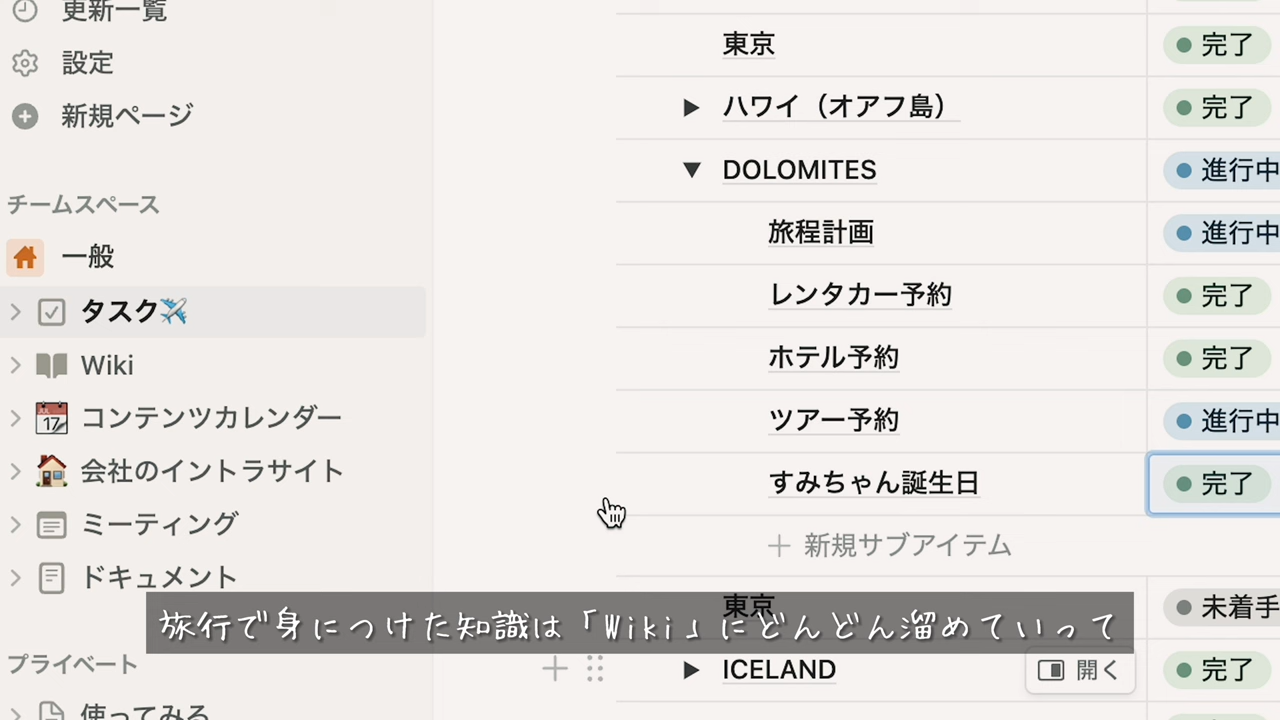 更新一覧
設定
新規ページ
チームスペース
一般
タスク✈️
Wiki
コンテンツカレンダー
会社のイントラサイト
ミーティング
ドキュメント
プライベート
使ってみる
東京
完了
ハワイ（オアフ島）
完了
DOLOMITES
進行中
旅程計画
進行中
レンタカー予約
完了
ホテル予約
完了
ツアー予約
進行中
すみちゃん誕生日
完了
新規サブアイテム
東京
未着手
ICELAND
開く
完了
旅行で身につけた知識は「Wiki」にどんどん溜めていって